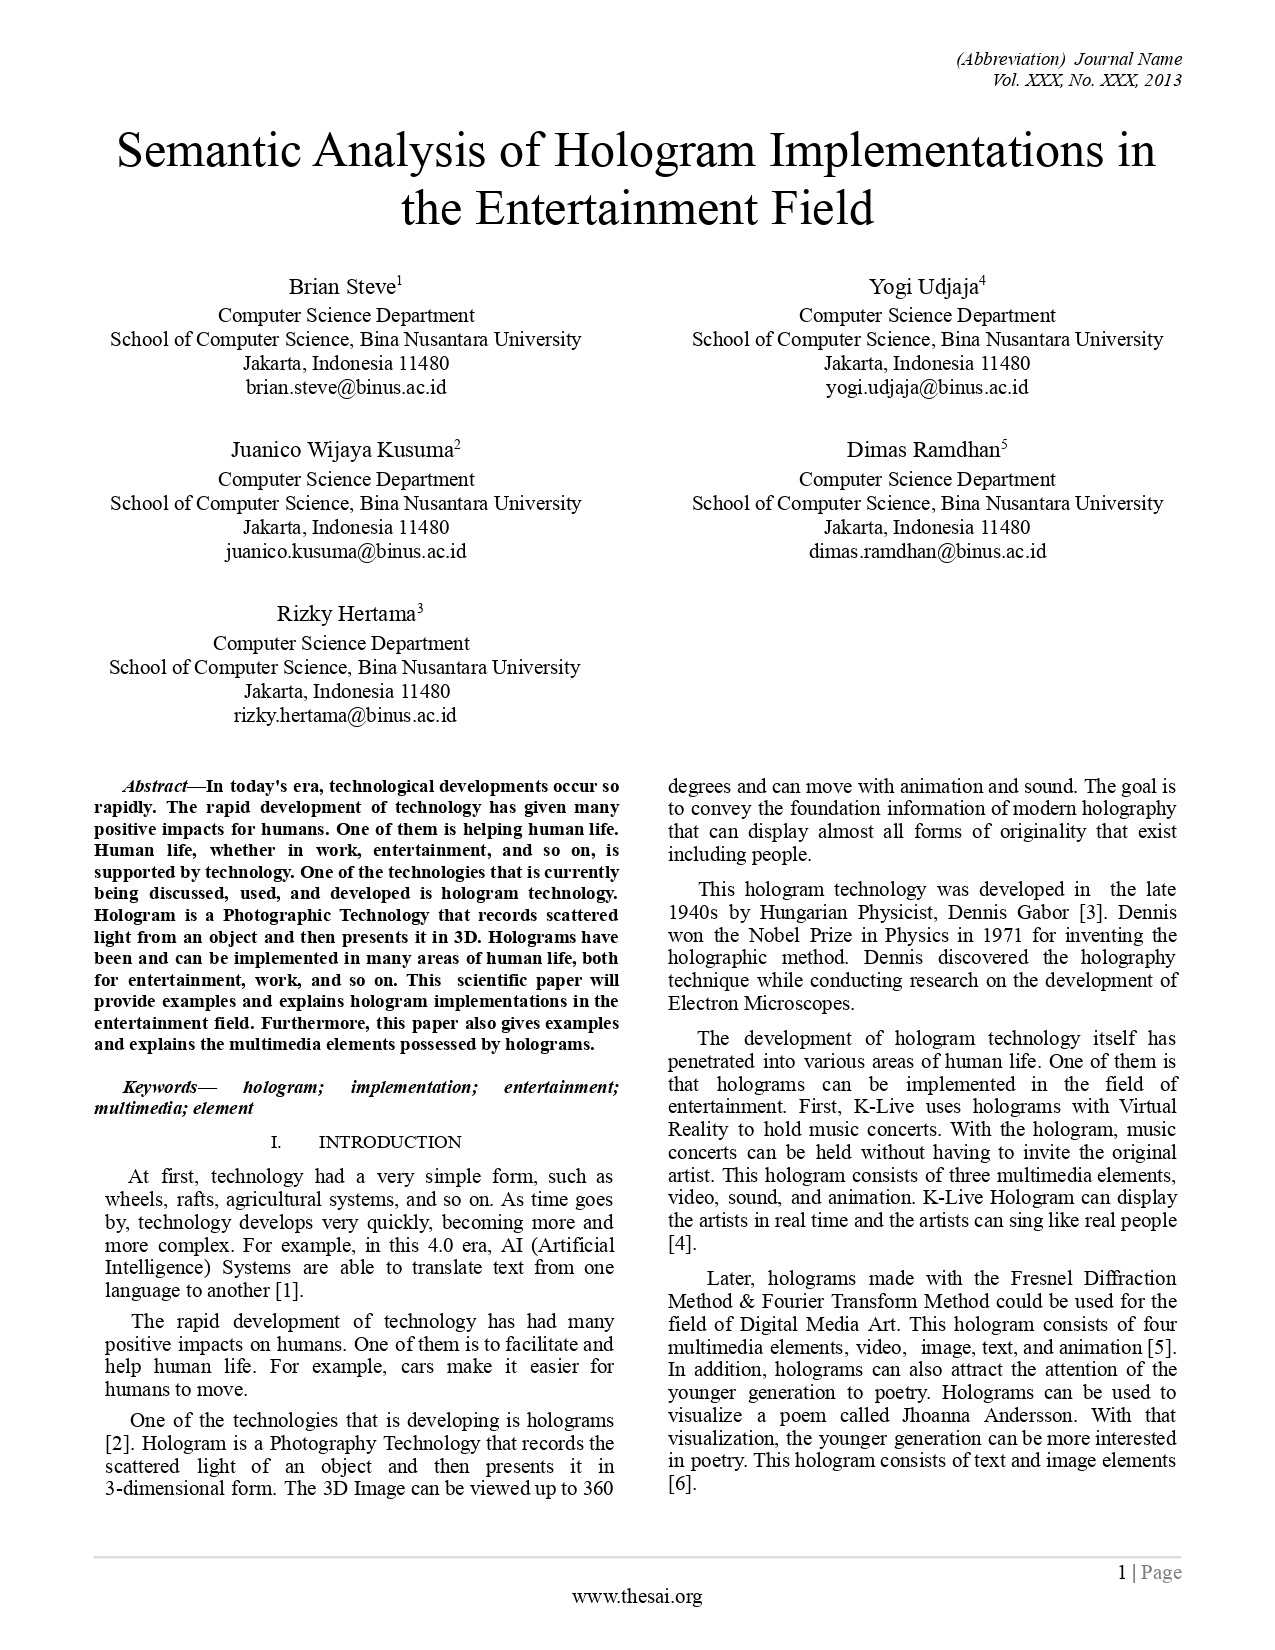 (Abbreviation)  Journal Name
Vol. XXX, No. XXX, 2013
Semantic Analysis of Hologram Implementations in
the Entertainment Field
Brian Steve1
Computer Science Department
School of Computer Science, Bina Nusantara University
Jakarta, Indonesia 11480
brian.steve@binus.ac.id
Juanico Wijaya Kusuma2
Computer Science Department
School of Computer Science, Bina Nusantara University
Jakarta, Indonesia 11480
juanico.kusuma@binus.ac.id
Rizky Hertama3
Computer Science Department
School of Computer Science, Bina Nusantara University
Jakarta, Indonesia 11480
rizky.hertama@binus.ac.id
Yogi Udjaja4
Computer Science Department
School of Computer Science, Bina Nusantara University
Jakarta, Indonesia 11480
yogi.udjaja@binus.ac.id
Dimas Ramdhan5
Computer Science Department
School of Computer Science, Bina Nusantara University
Jakarta, Indonesia 11480
dimas.ramdhan@binus.ac.id
Abstract—In today's era, technological developments occur so
rapidly. The rapid development of technology has given many
positive impacts for humans. One of them is helping human life.
Human life, whether in work, entertainment, and so on, is
supported by technology. One of the technologies that is currently
being discussed, used, and developed is hologram technology.
Hologram is a Photographic Technology that records scattered
light from an object and then presents it in 3D. Holograms have
been and can be implemented in many areas of human life, both
for entertainment, work, and so on. This  scientific paper will
provide examples and explains hologram implementations in the
entertainment field. Furthermore, this paper also gives examples
and explains the multimedia elements possessed by holograms.
Keywords— hologram; implementation; entertainment;
multimedia; element
I. INTRODUCTION
At first, technology had a very simple form, such as
wheels, rafts, agricultural systems, and so on. As time goes
by, technology develops very quickly, becoming more and
more complex. For example, in this 4.0 era, AI (Artificial
Intelligence) Systems are able to translate text from one
language to another [1].
The rapid development of technology has had many
positive impacts on humans. One of them is to facilitate and
help human life. For example, cars make it easier for
humans to move.
One of the technologies that is developing is holograms
[2]. Hologram is a Photography Technology that records the
scattered light of an object and then presents it in
3-dimensional form. The 3D Image can be viewed up to 360
degrees and can move with animation and sound. The goal is
to convey the foundation information of modern holography
that can display almost all forms of originality that exist
including people.
This hologram technology was developed in  the late
1940s by Hungarian Physicist, Dennis Gabor [3]. Dennis
won the Nobel Prize in Physics in 1971 for inventing the
holographic method. Dennis discovered the holography
technique while conducting research on the development of
Electron Microscopes.
The development of hologram technology itself has
penetrated into various areas of human life. One of them is
that holograms can be implemented in the field of
entertainment. First, K-Live uses holograms with Virtual
Reality to hold music concerts. With the hologram, music
concerts can be held without having to invite the original
artist. This hologram consists of three multimedia elements,
video, sound, and animation. K-Live Hologram can display
the artists in real time and the artists can sing like real people
[4].
Later, holograms made with the Fresnel Diffraction
Method & Fourier Transform Method could be used for the
field of Digital Media Art. This hologram consists of four
multimedia elements, video,  image, text, and animation [5].
In addition, holograms can also attract the attention of the
younger generation to poetry. Holograms can be used to
visualize a poem called Jhoanna Andersson. With that
visualization, the younger generation can be more interested
in poetry. This hologram consists of text and image elements
[6].
1 | Page
www.thesai.org